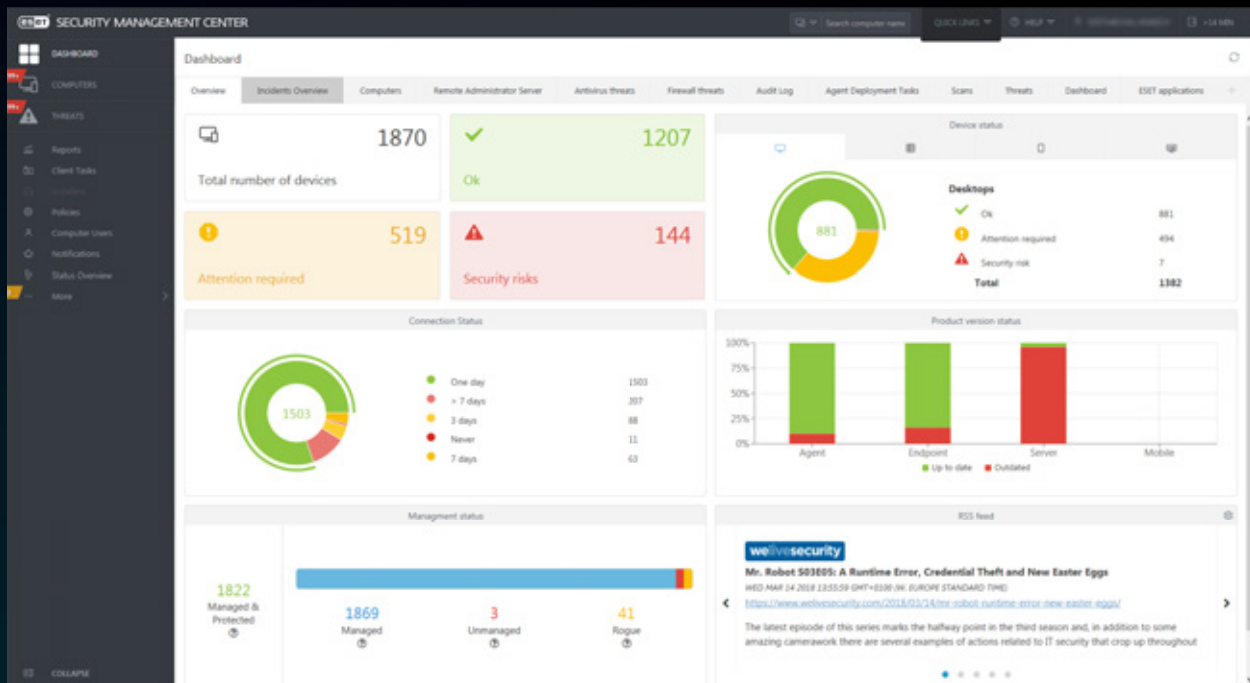 eset SECURITY MANAGEMENT CENTER
Search computer name
QUICK LINKS
HELP
>14 MIN
DASHBOARD
COMPUTERS
THREATS
Reports
Client Tasks
Installers
Policies
Computer Users
Notifications
Status Overview
More
COLLAPSE
Dashboard
Overview
Incidents Overview
Computers
Remote Administrator Server
Antivirus threats
Firewall threats
Audit Log
Agent Deployment Tasks
Scans
Threats
Dashboard
ESET applications
1870
Total number of devices
1207
Ok
519
Attention required
144
Security risks
Device status
881
Desktops
Ok 881
Attention required 494
Security risk 7
Total 1382
Connection Status
1503
One day 1503
> 7 days 207
3 days 88
Never 11
7 days 63
Product version status
100%
75%
50%
25%
0%
Agent Endpoint Server Mobile
Up to date Outdated
Managment status
1822
Managed &
Protected
1869
Managed
3
Unmanaged
41
Rogue
RSS feed
welivesecurity
Mr. Robot S03E05: A Runtime Error, Credential Theft and New Easter Eggs
WED MAR 14 2018 13:55:59 GMT+0100 (W. EUROPE STANDARD TIME)
https://www.welivesecurity.com/2018/03/14/mr-robot-runtime-error-new-easter-eggs/
The latest episode of this series marks the halfway point in the third season and, in addition to some
amazing camerawork there are several examples of actions related to IT security that crop up throughout